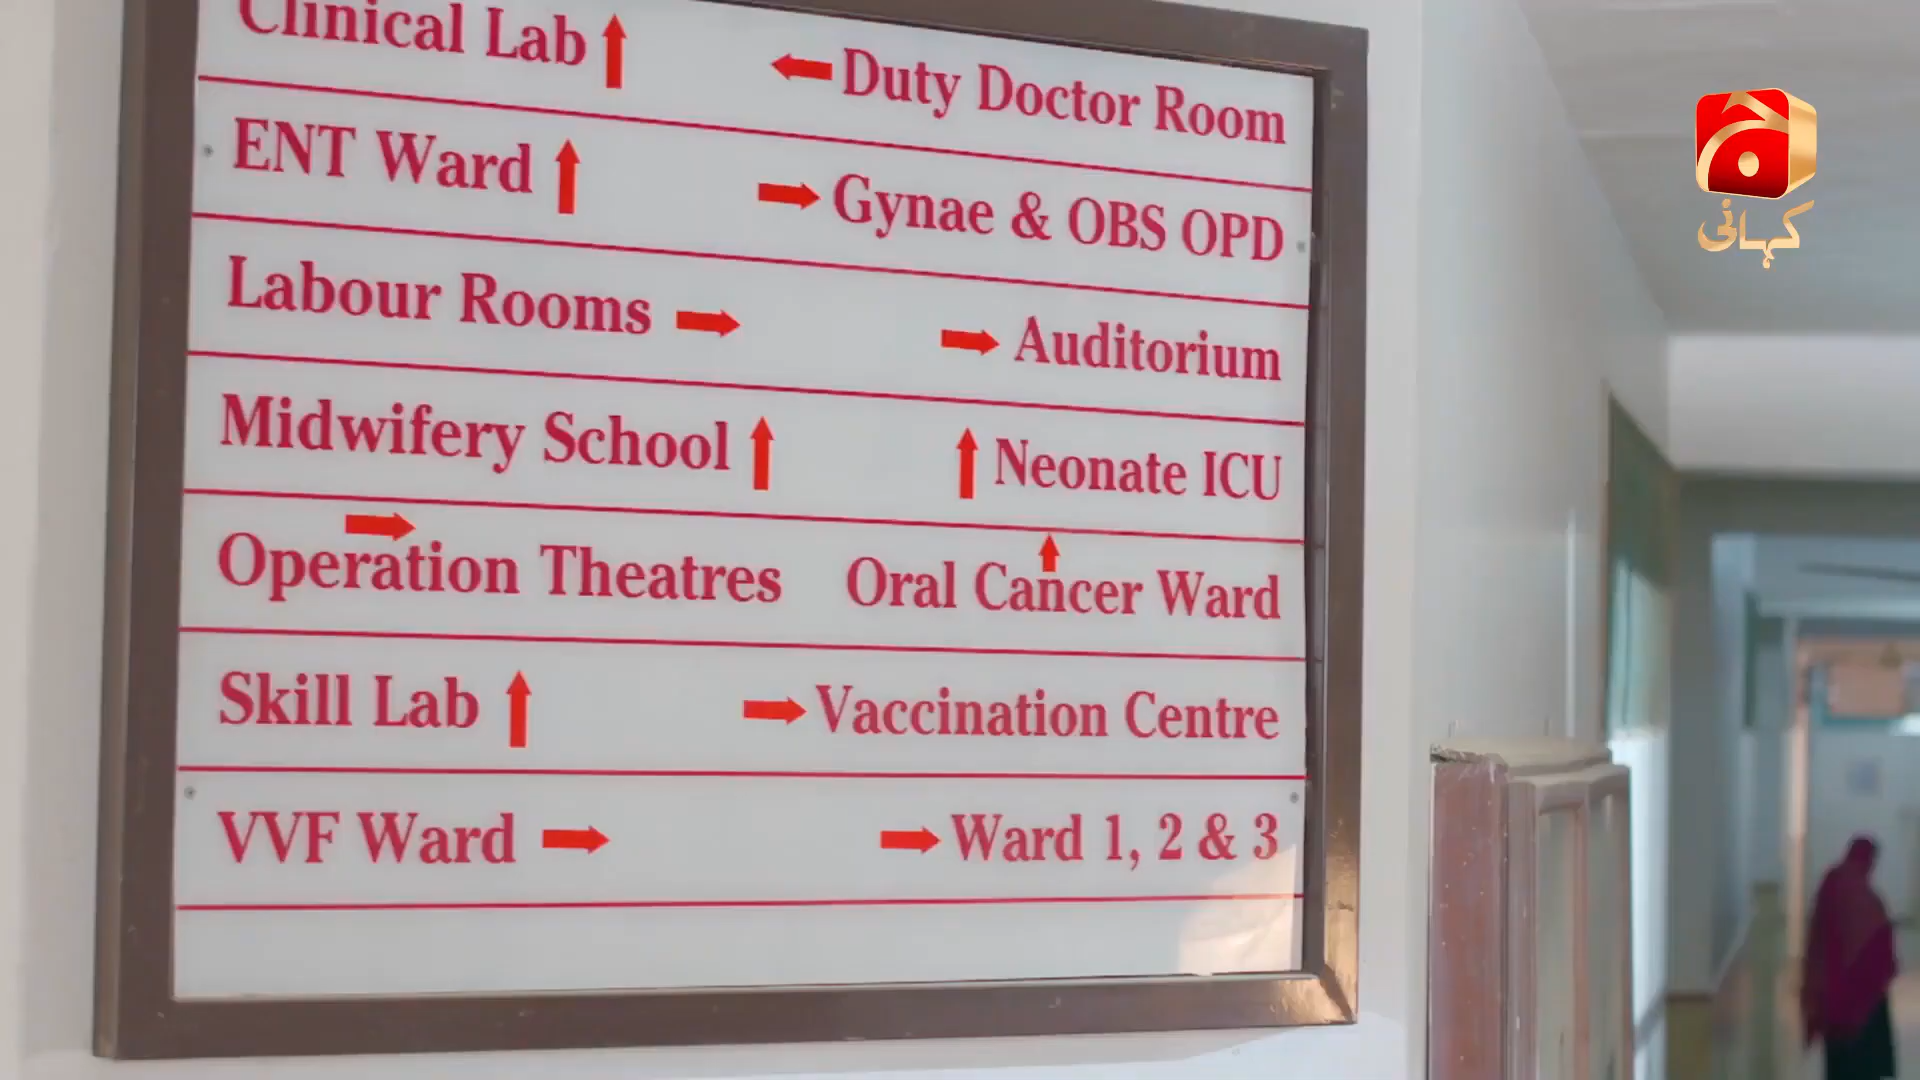 Clinical Lab
Duty Doctor Room
ENT Ward
Gynae & OBS OPD
Labour Rooms
Auditorium
Midwifery School
Neonate ICU
Operation Theatres
Oral Cancer Ward
Skill Lab
Vaccination Centre
VVF Ward
Ward 1, 2 & 3
کہانی